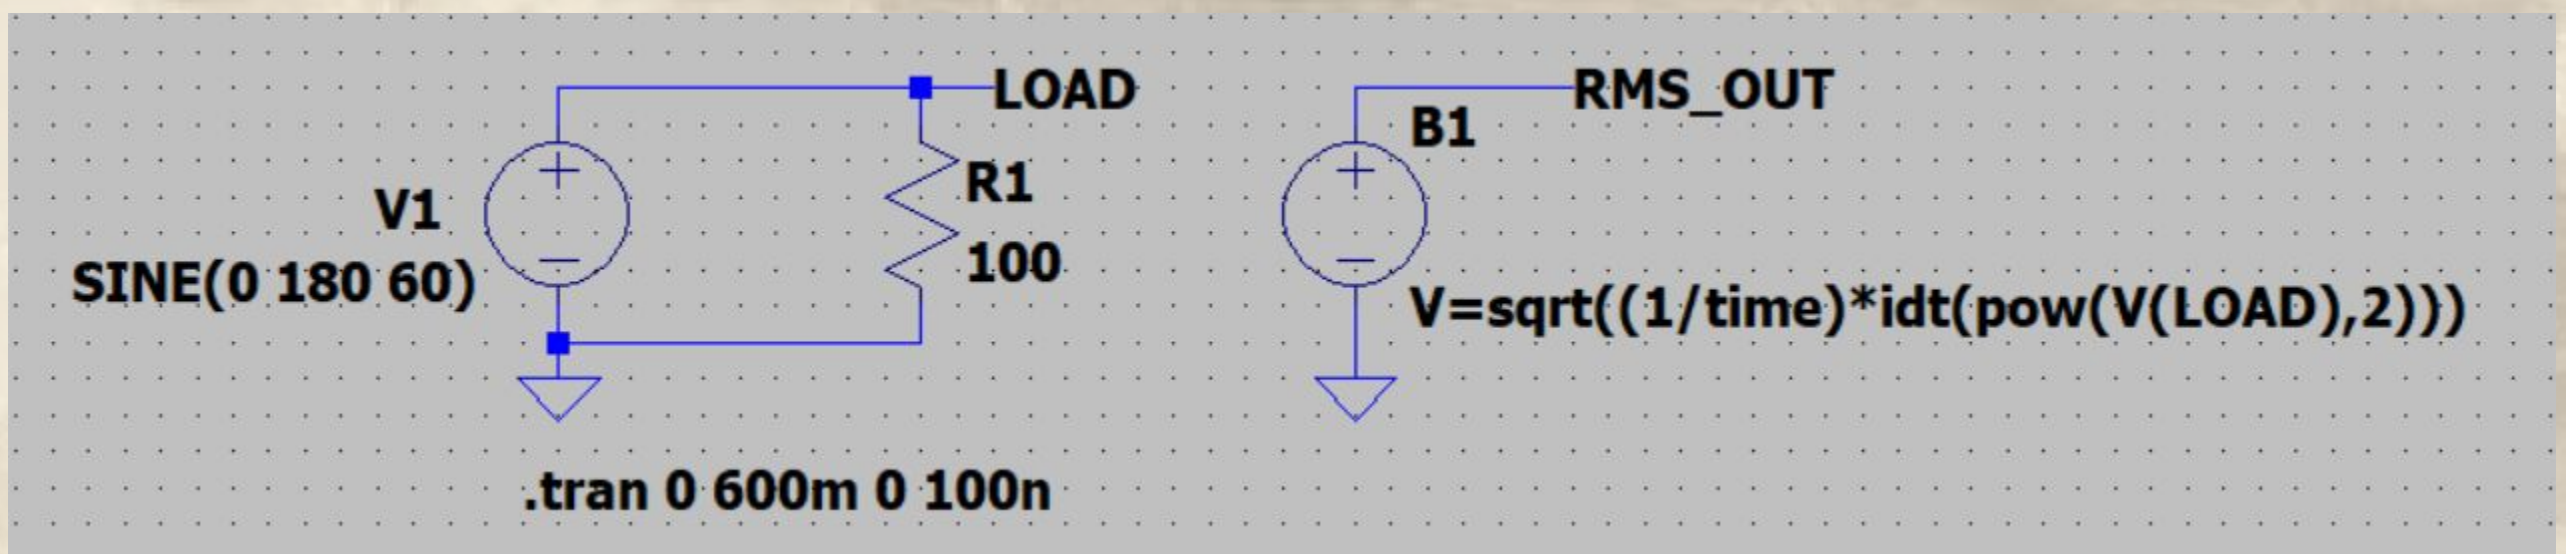 LOAD
RMS_OUT
B1
V1
R1
SINE(0 180 60)
100
V=sqrt((1/time)*idt(pow(V(LOAD),2)))
.tran 0 600m 0 100n